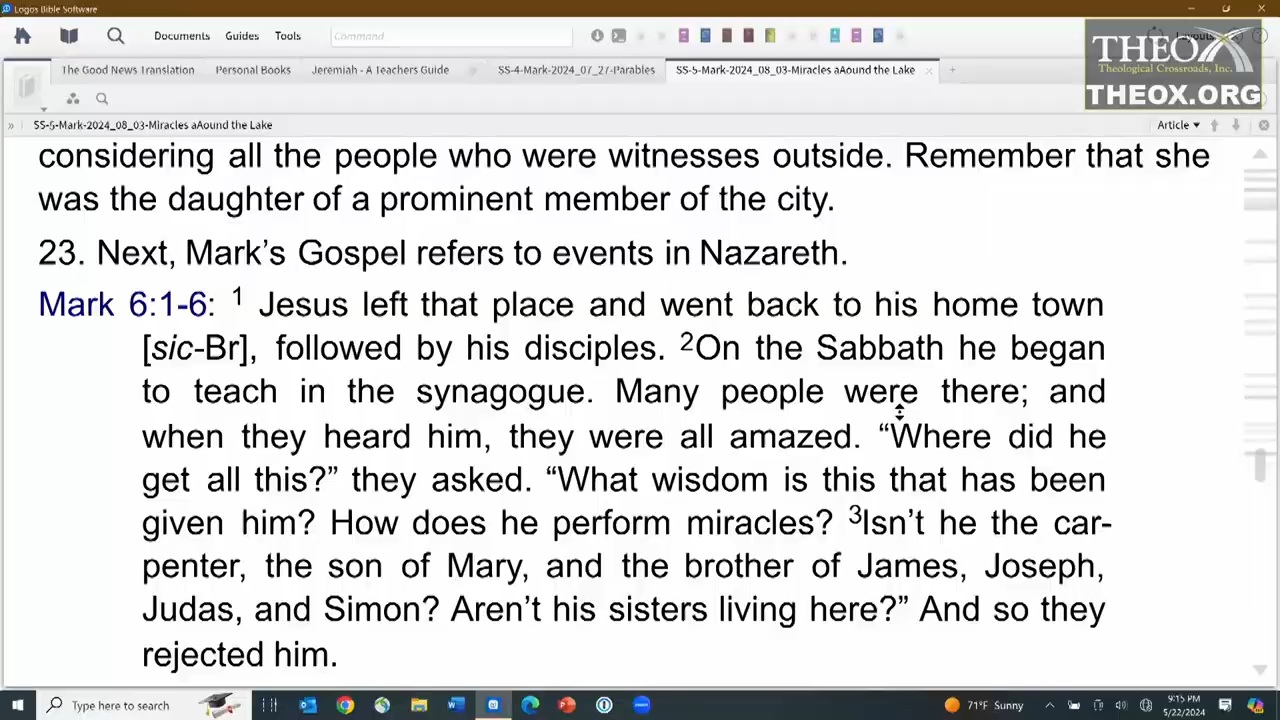 Logos Bible Software
Documents Guides Tools Command Layouts
THEOX
Theological Crossroads, Inc.
THEOX.ORG
The Good News Translation Personal Books Jeremiah - A Teac SS-4-Mark-2024_07_27-Parables SS-5-Mark-2024_08_03-Miracles aAound the Lake
SS-5-Mark-2024_08_03-Miracles aAound the Lake Article
considering all the people who were witnesses outside. Remember that she
was the daughter of a prominent member of the city.
23. Next, Mark’s Gospel refers to events in Nazareth.
Mark 6:1-6: 1 Jesus left that place and went back to his home town
[sic-Br], followed by his disciples. 2On the Sabbath he began
to teach in the synagogue. Many people were there; and
when they heard him, they were all amazed. “Where did he
get all this?” they asked. “What wisdom is this that has been
given him? How does he perform miracles? 3Isn’t he the car-
penter, the son of Mary, and the brother of James, Joseph,
Judas, and Simon? Aren’t his sisters living here?” And so they
rejected him.
Type here to search 71°F Sunny 9:15 PM
5/22/2024